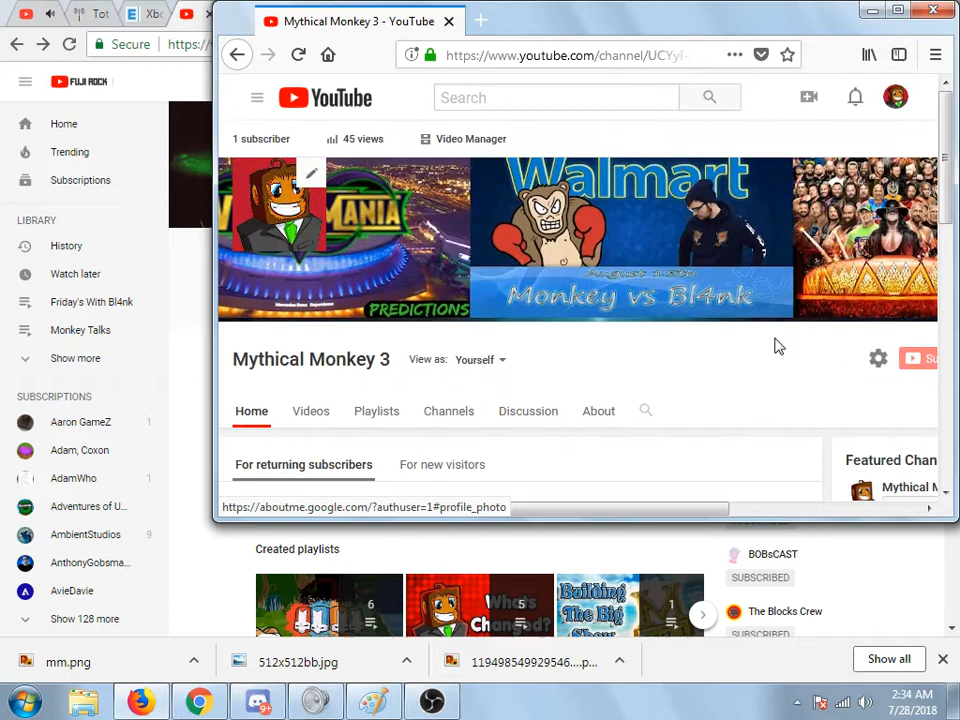 Tot
Xbo
Mythical Monkey 3 - YouTube
Secure
https://v
https://www.youtube.com/channel/UCYyI-
FUJI ROCK
YouTube
Search
Home
Trending
Subscriptions
1 subscriber
45 views
Video Manager
LIBRARY
History
Watch later
Friday's With Bl4nk
Monkey Talks
Show more
MANIA
PREDICTIONS
Walmart
Monkey vs Bl4nk
Mythical Monkey 3
View as:
Yourself
Su
SUBSCRIPTIONS
Aaron GameZ 1
Adam, Coxon
AdamWho 1
Adventures of U...
AmbientStudios 9
AnthonyGobsma...
AvieDavie
Show 128 more
Home
Videos
Playlists
Channels
Discussion
About
For returning subscribers
For new visitors
Featured Chan
Mythical M
https://aboutme.google.com/?authuser=1#profile_photo
Created playlists
6
What's
Changed?
5
Building
The Big
Show
1
BOBsCAST
SUBSCRIBED
The Blocks Crew
SUBSCRIBED
mm.png
512x512bb.jpg
119498549929546....p...
Show all
9+
2:34 AM
7/28/2018